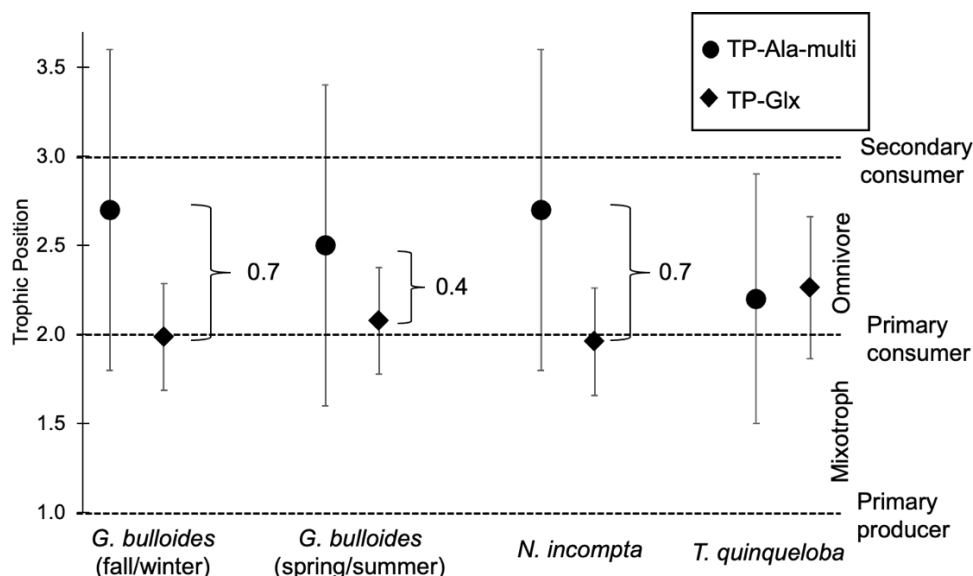 TP-Ala-multi
TP-Glx
Trophic Position
3.5
3.0
2.5
2.0
1.5
1.0
0.7
0.4
0.7
Secondary
consumer
Omnivore
Primary
consumer
Mixotroph
Primary
producer
G. bulloides
(fall/winter)
G. bulloides
(spring/summer)
N. incompta
T. quinqueloba